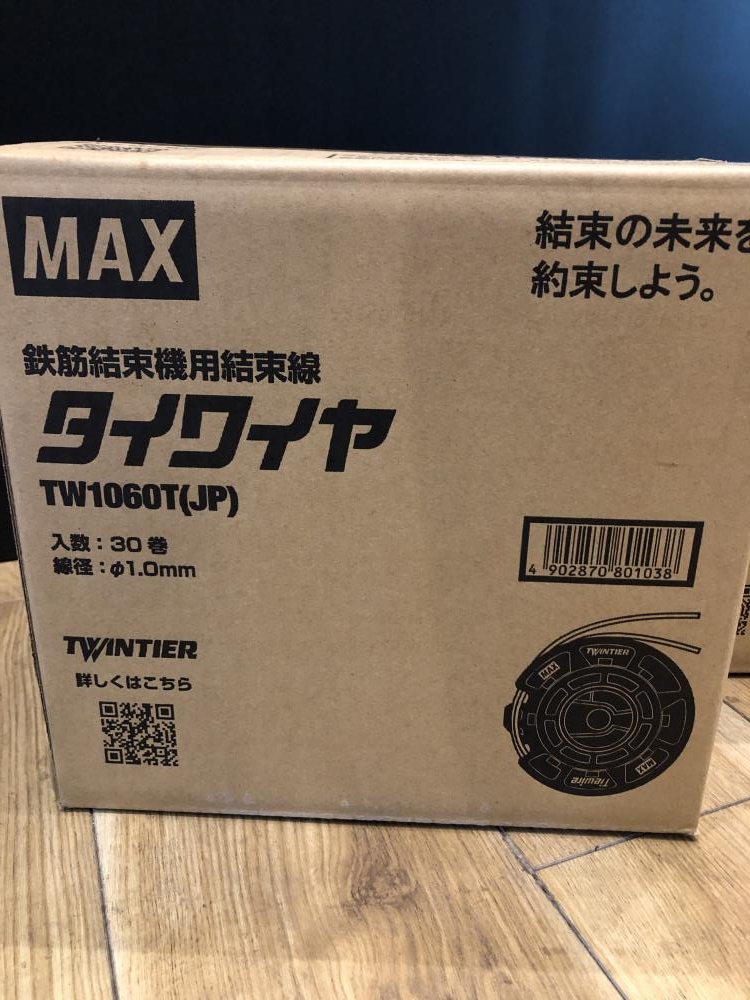 MAX
結束の未来を
約束しよう。
鉄筋結束機用結束線
タイワイヤ
TW1060T(JP)
入数：30巻
線径：φ1.0mm
4 902870 801038
TWINTIER
詳しくはこちら
TWINTIER
MAX
MAX
Tiewire